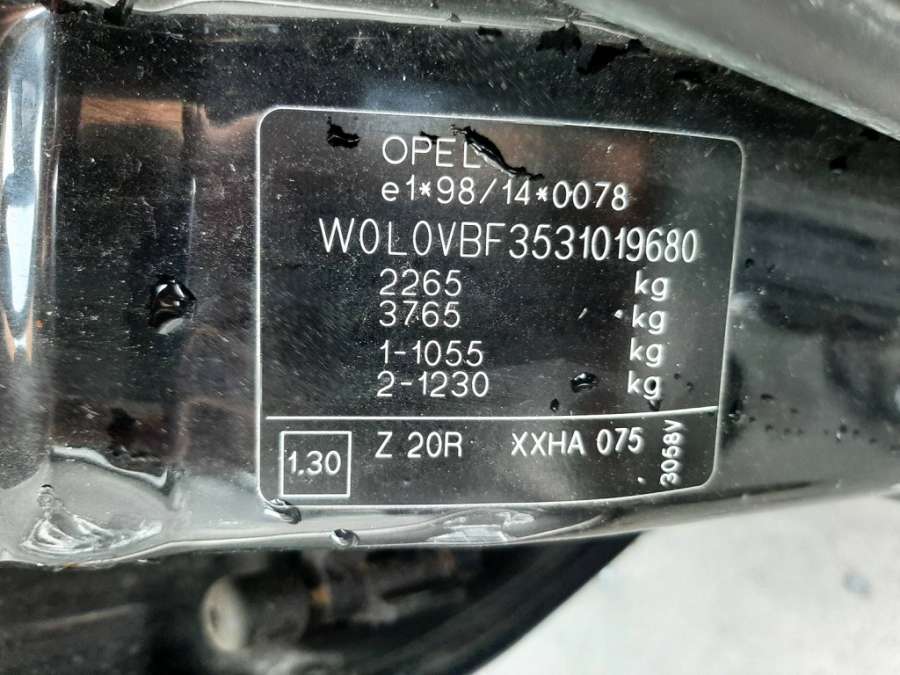 OPEL
e1*98/14*0078
W0L0VBF3531019680
2265 kg
3765 kg
1-1055 kg
2-1230 kg
1.30 Z 20R XXHA 075
3068V